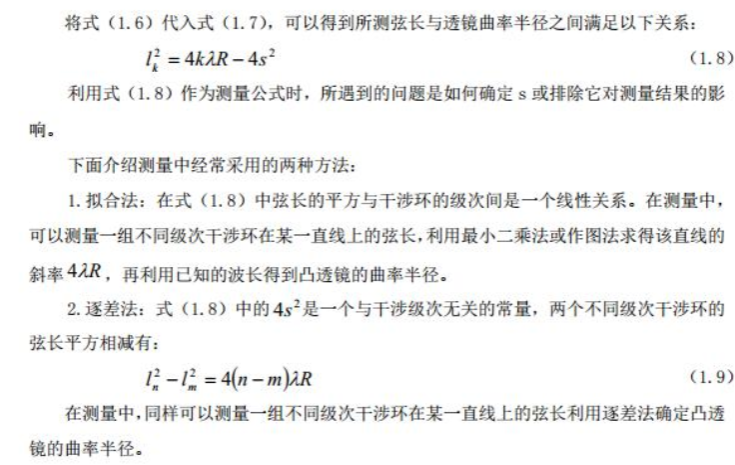 将式（1.6）代入式（1.7），可以得到所测弦长与透镜曲率半径之间满足以下关系：
l_k^2 = 4kλR − 4s^2 （1.8）
利用式（1.8）作为测量公式时，所遇到的问题是如何确定 s 或排除它对测量结果的影
响。
下面介绍测量中经常采用的两种方法：
1. 拟合法：在式（1.8）中弦长的平方与干涉环的级次间是一个线性关系。在测量中，
可以测量一组不同级次干涉环在某一直线上的弦长，利用最小二乘法或作图法求得该直线的
斜率 4λR，再利用已知的波长得到凸透镜的曲率半径。
2. 逐差法：式（1.8）中的 4s^2 是一个与干涉级次无关的常量，两个不同级次干涉环的
弦长平方相减有：
l_n^2 − l_m^2 = 4(n − m)λR （1.9）
在测量中，同样可以测量一组不同级次干涉环在某一直线上的弦长利用逐差法确定凸透
镜的曲率半径。